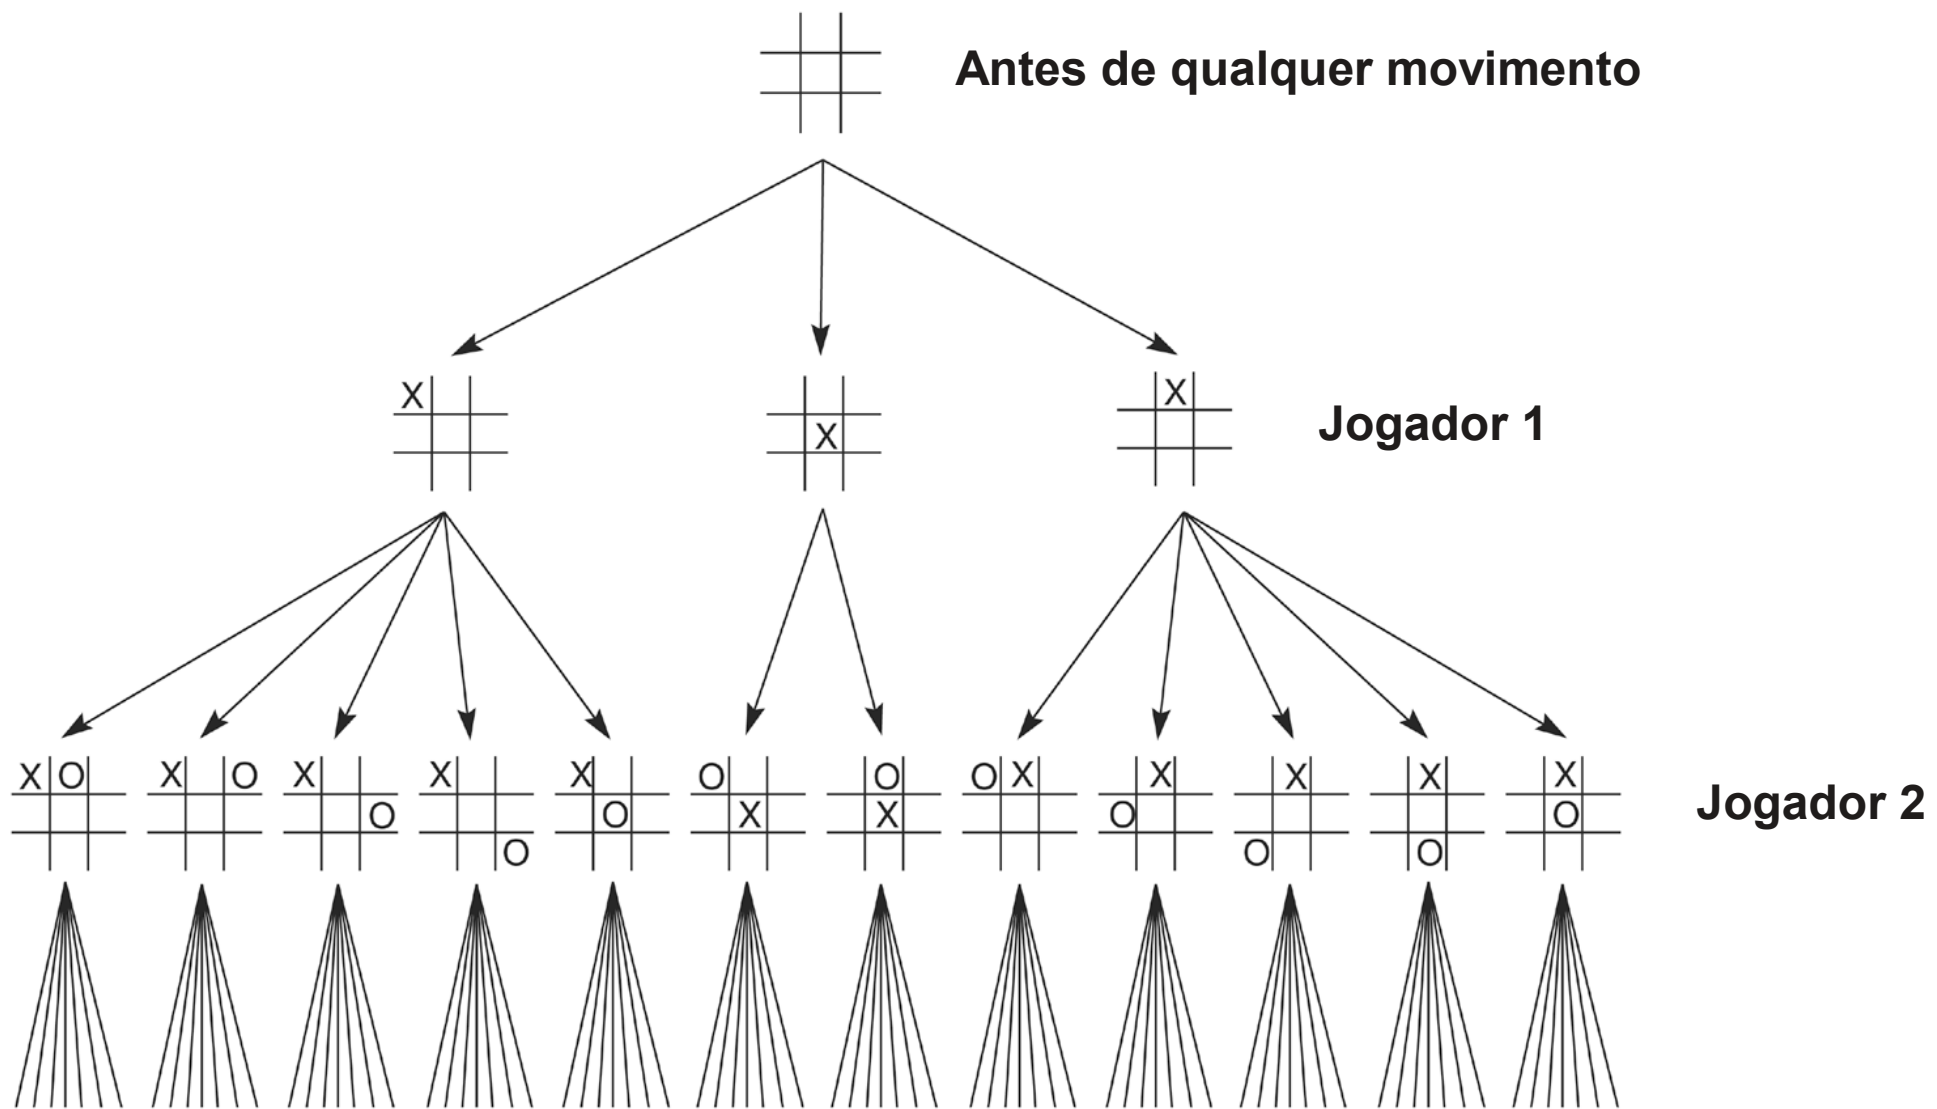 Antes de qualquer movimento
X X X Jogador 1
X O X O X X X O O O X X X X X
O O X X O O Jogador 2
O O O